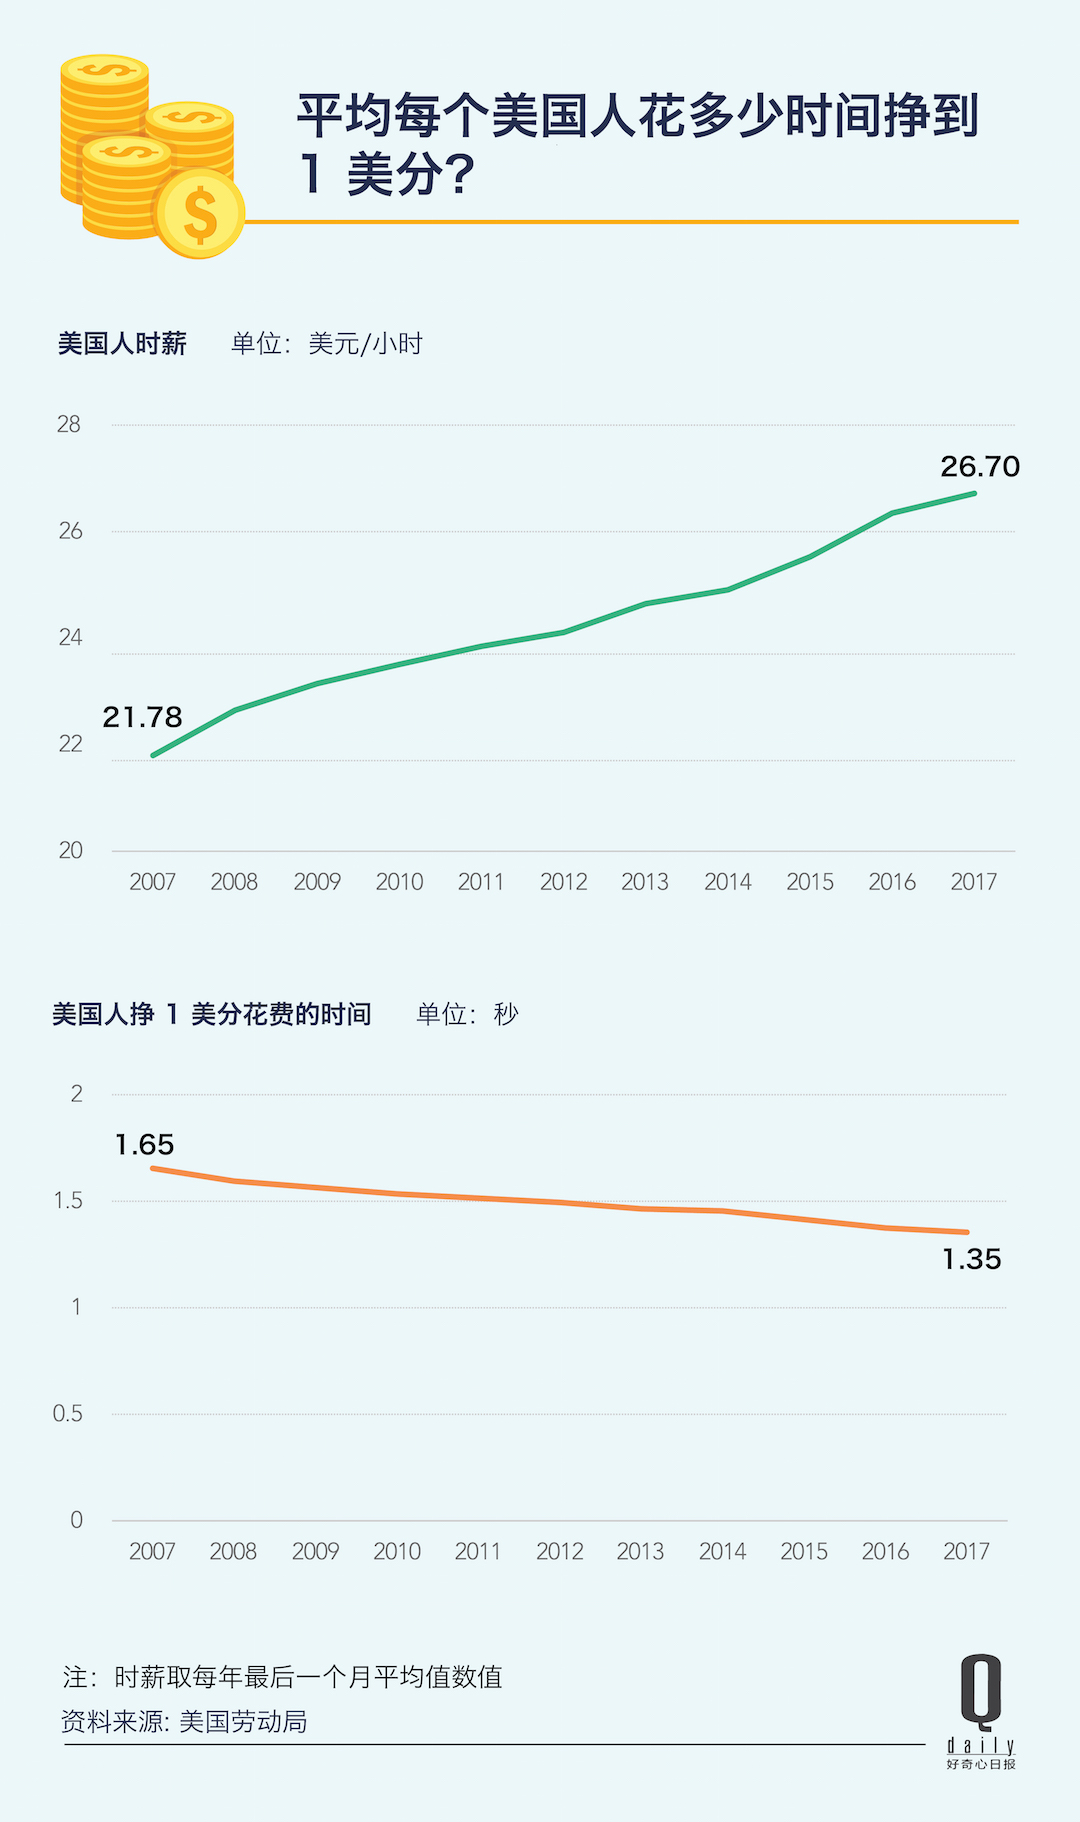 平均每个美国人花多少时间挣到
1 美分?
美国人时薪 单位：美元/小时
28
26.70
26
24
21.78
22
20
2007 2008 2009 2010 2011 2012 2013 2014 2015 2016 2017
美国人挣 1 美分花费的时间 单位：秒
2
1.65
1.5
1.35
1
0.5
0
2007 2008 2009 2010 2011 2012 2013 2014 2015 2016 2017
注：时薪取每年最后一个月平均值数值
资料来源: 美国劳动局
Q
daily
好奇心日报